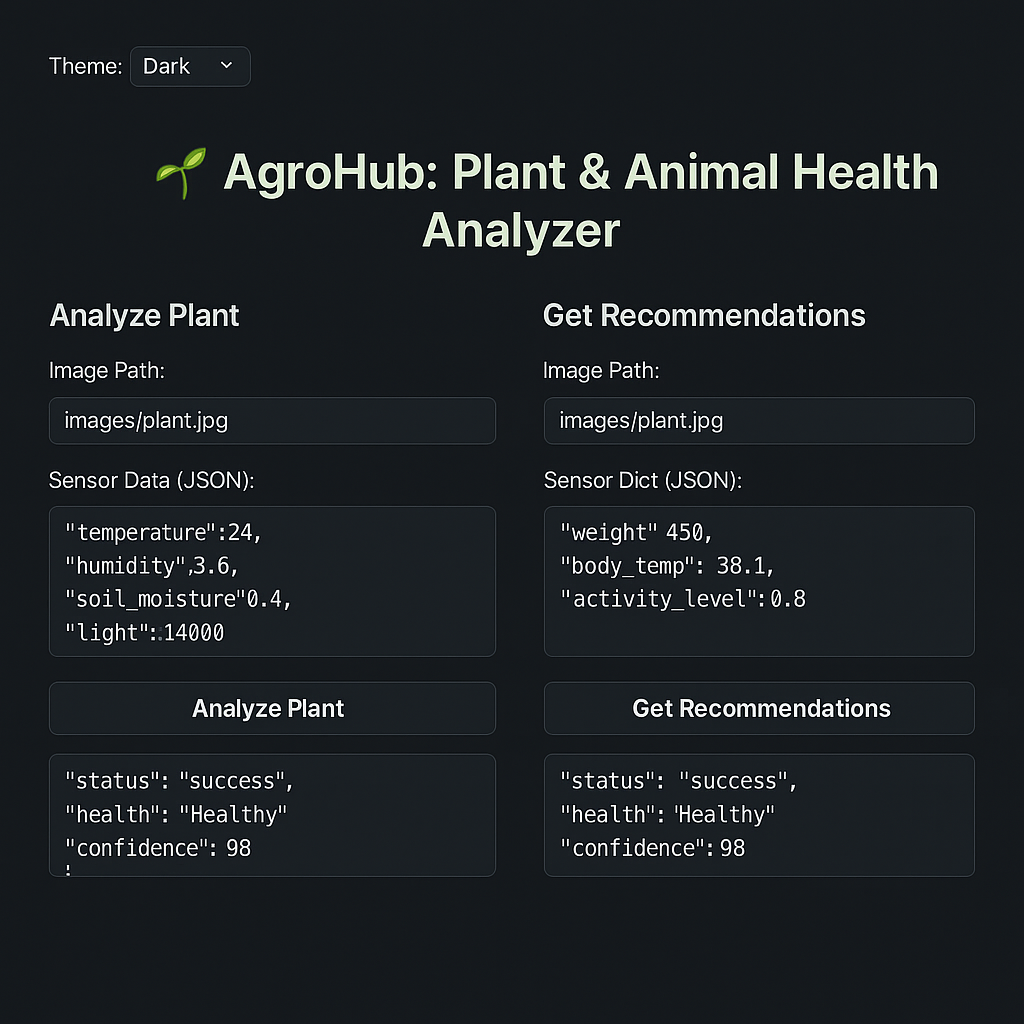 Theme: Dark
AgroHub: Plant & Animal Health
Analyzer
Analyze Plant
Image Path:
images/plant.jpg
Sensor Data (JSON):
"temperature":24,
"humidity",3.6,
"soil_moisture"0.4,
"light"::14000
Analyze Plant
"status": "success",
"health": "Healthy"
"confidence": 98
Get Recommendations
Image Path:
images/plant.jpg
Sensor Dict (JSON):
"weight" 450,
"body_temp": 38.1,
"activity_level":0.8
Get Recommendations
"status": "success",
"health": 'Healthy"
"confidence":98